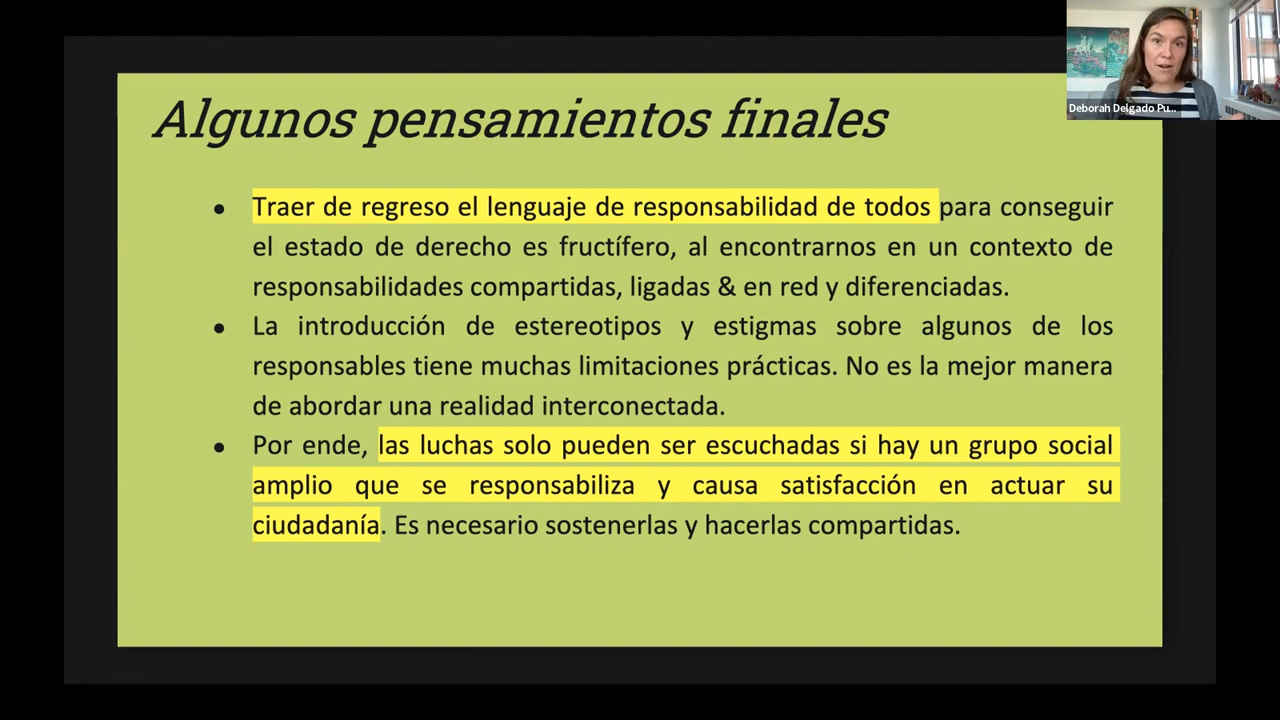 Algunos pensamientos finales
Deborah Delgado Pu...
● Traer de regreso el lenguaje de responsabilidad de todos para conseguir
el estado de derecho es fructífero, al encontrarnos en un contexto de
responsabilidades compartidas, ligadas & en red y diferenciadas.
● La introducción de estereotipos y estigmas sobre algunos de los
responsables tiene muchas limitaciones prácticas. No es la mejor manera
de abordar una realidad interconectada.
● Por ende, las luchas solo pueden ser escuchadas si hay un grupo social
amplio que se responsabiliza y causa satisfacción en actuar su
ciudadanía. Es necesario sostenerlas y hacerlas compartidas.